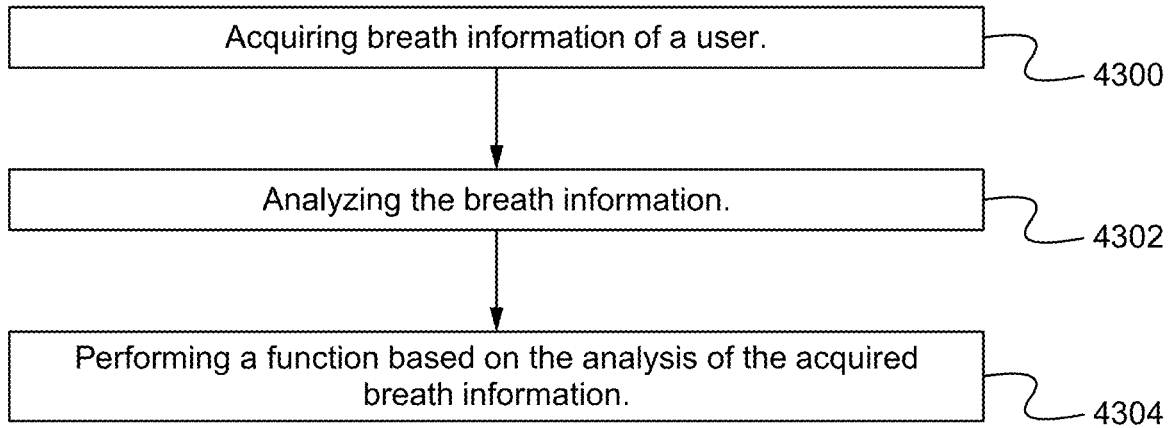 Acquiring breath information of a user.
4300
Analyzing the breath information.
4302
Performing a function based on the analysis of the acquired
breath information.
4304